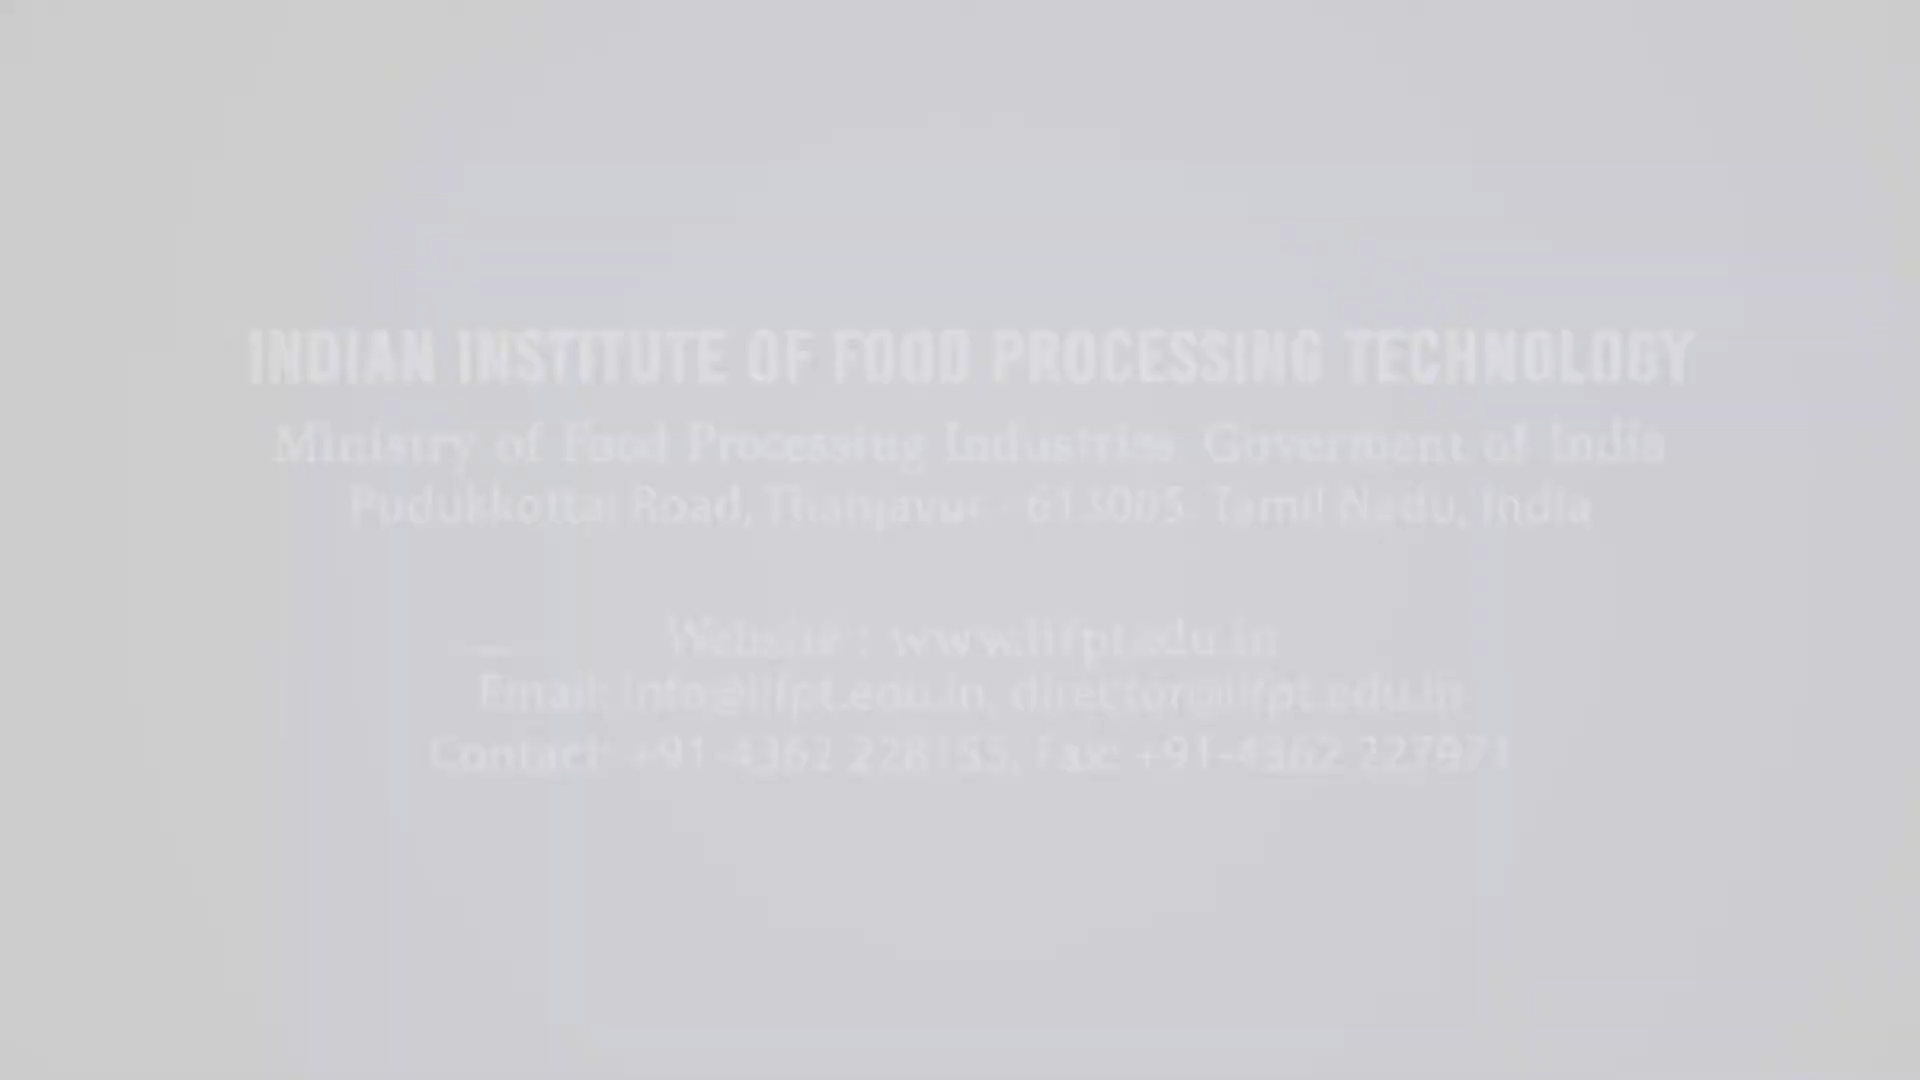 INDIAN INSTITUTE OF FOOD PROCESSING TECHNOLOGY
Ministry of Food Processing Industries, Goverment of India
Pudukkottai Road, Thanjavur - 613005. Tamil Nadu, India
Website : www.iifpt.edu.in
Email: info@iifpt.edu.in, director@iifpt.edu.in
Contact: +91-4362 228155, Fax: +91-4362 227971